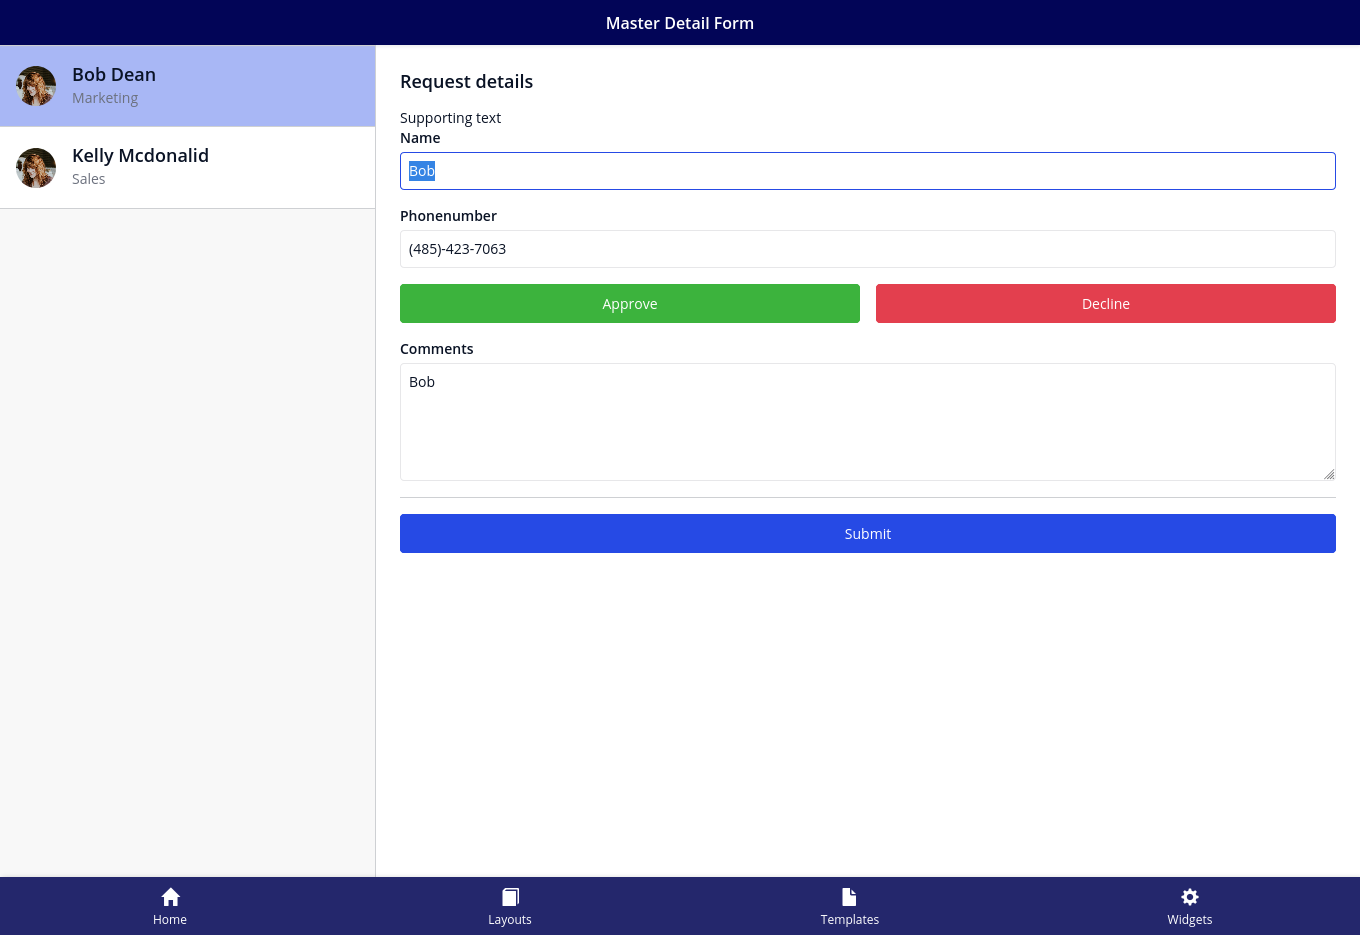 Master Detail Form
Bob Dean
Marketing
Kelly Mcdonalid
Sales
Request details
Supporting text
Name
Bob
Phonenumber
(485)-423-7063
Approve
Decline
Comments
Bob
Submit
Home
Layouts
Templates
Widgets